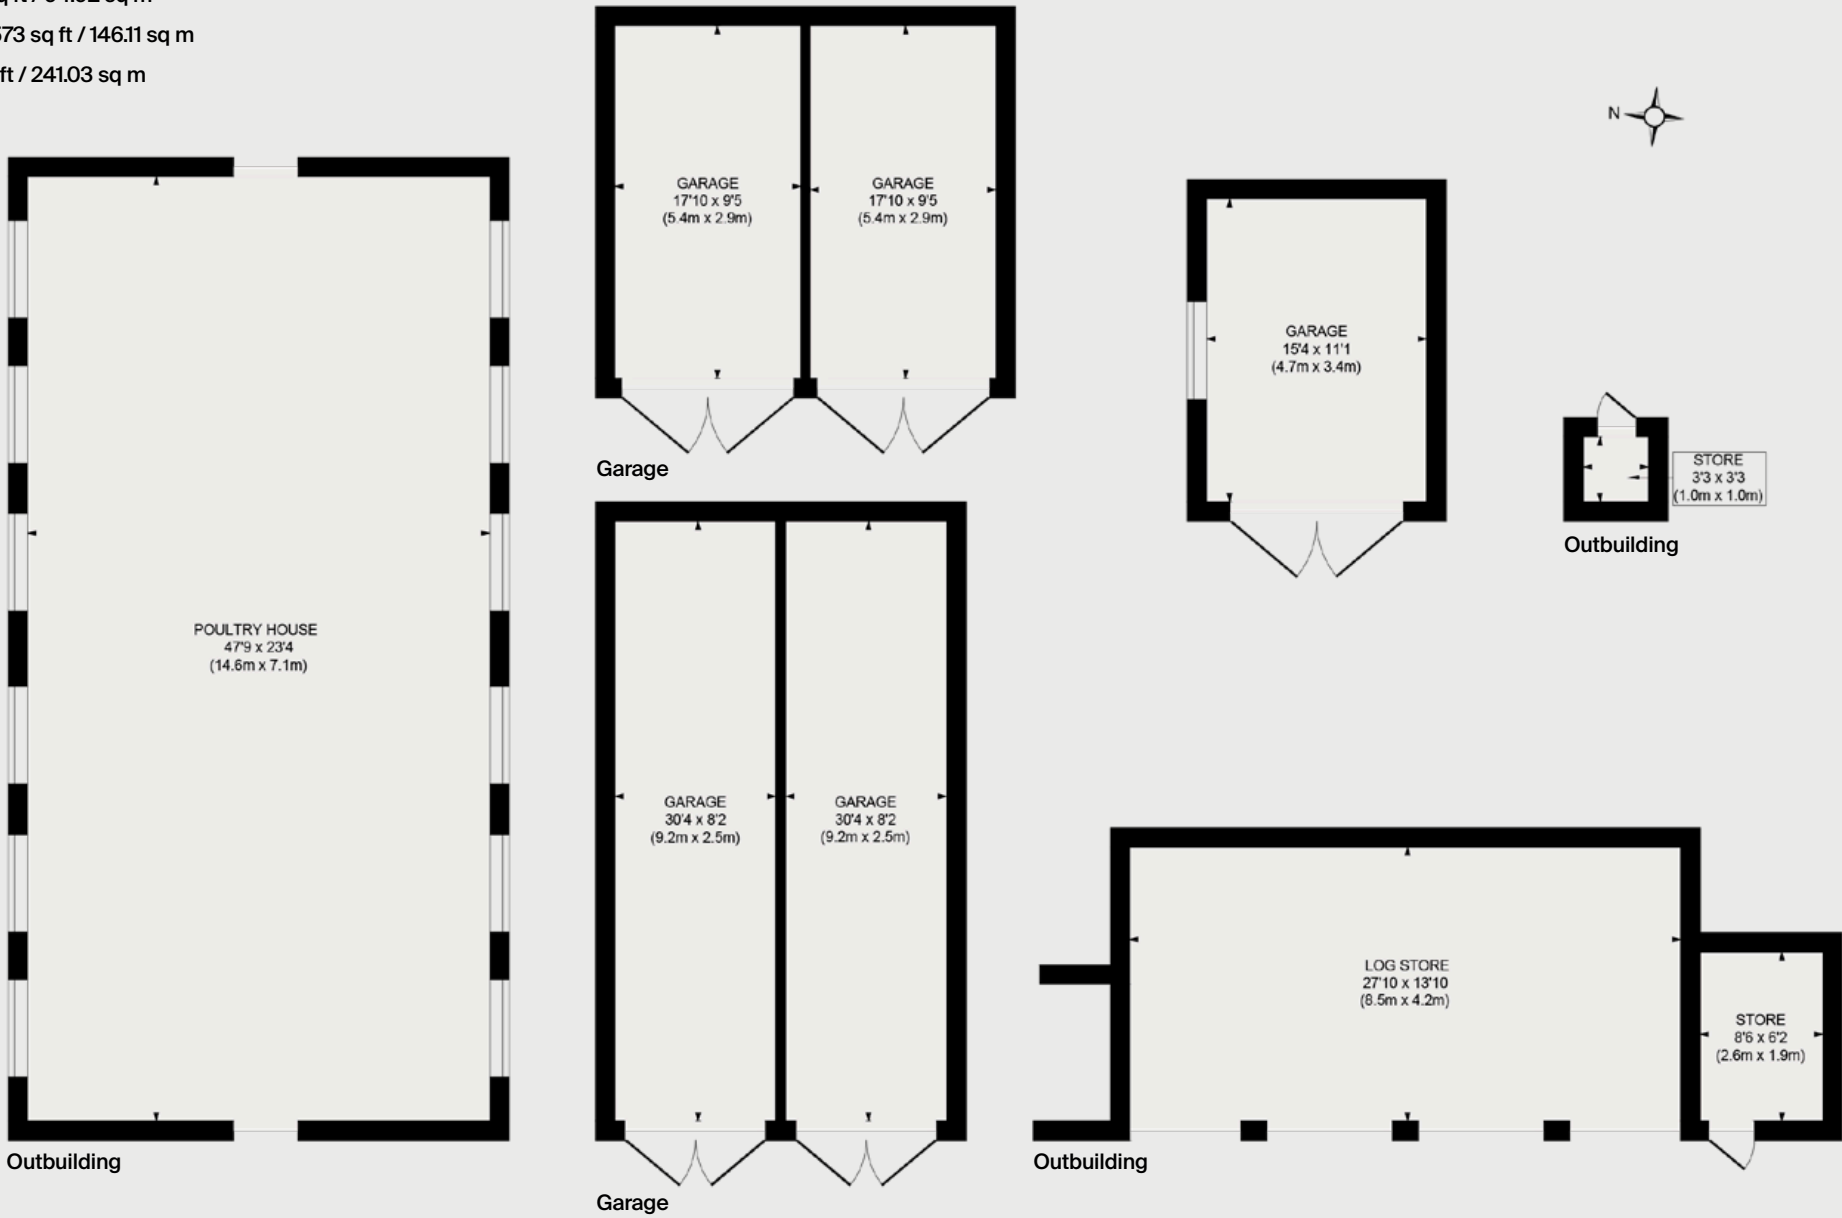 573 sq ft / 146.11 sq m
ft / 241.03 sq m
N
GARAGE
17'10 x 9'5
(5.4m x 2.9m)
GARAGE
17'10 x 9'5
(5.4m x 2.9m)
Garage
GARAGE
15'4 x 11'1
(4.7m x 3.4m)
STORE
3'3 x 3'3
(1.0m x 1.0m)
Outbuilding
POULTRY HOUSE
47'9 x 23'4
(14.6m x 7.1m)
Outbuilding
GARAGE
30'4 x 8'2
(9.2m x 2.5m)
GARAGE
30'4 x 8'2
(9.2m x 2.5m)
Garage
LOG STORE
27'10 x 13'10
(8.5m x 4.2m)
STORE
8'6 x 6'2
(2.6m x 1.9m)
Outbuilding